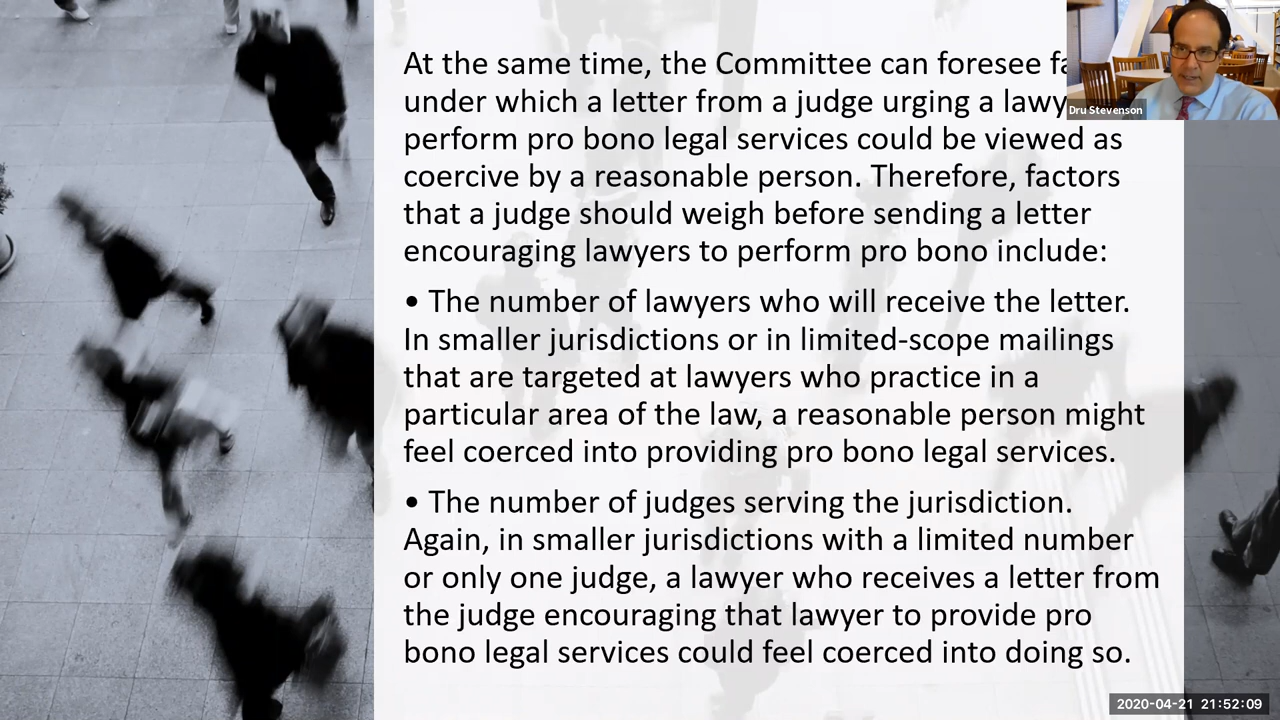 At the same time, the Committee can foresee
under which a letter from a judge urging a
perform pro bono legal services could be viewed as
coercive by a reasonable person. Therefore, factors
that a judge should weigh before sending a letter
encouraging lawyers to perform pro bono include:
• The number of lawyers who will receive the letter.
In smaller jurisdictions or in limited-scope mailings
that are targeted at lawyers who practice in a
particular area of the law, a reasonable person might
feel coerced into providing pro bono legal services.
• The number of judges serving the jurisdiction.
Again, in smaller jurisdictions with a limited number
or only one judge, a lawyer who receives a letter from
the judge encouraging that lawyer to provide pro
bono legal services could feel coerced into doing so.
Dru Stevenson
2020-04-21 21:52:09